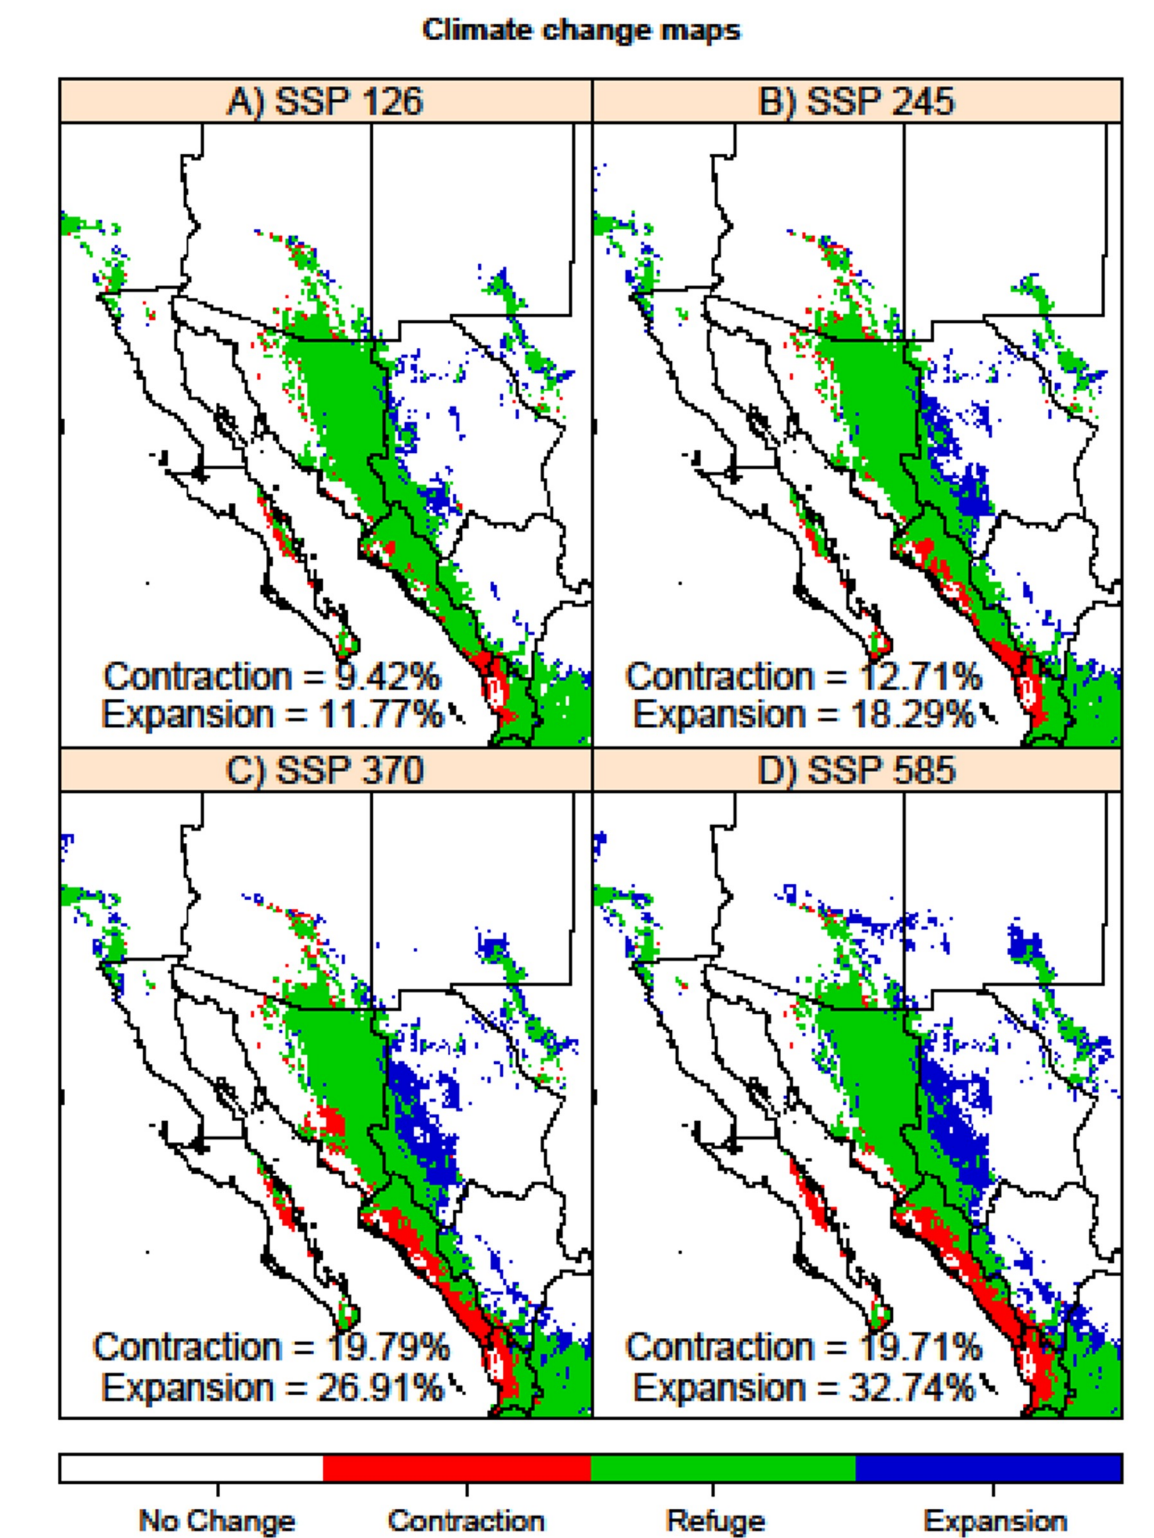 Climate change maps
A) SSP 126
B) SSP 245
Contraction = 9.42%
Expansion = 11.77%
Contraction = 12.71%
Expansion = 18.29%
C) SSP 370
D) SSP 585
Contraction = 19.79%
Expansion = 26.91%
Contraction = 19.71%
Expansion = 32.74%
No Change Contraction Refuge Expansion